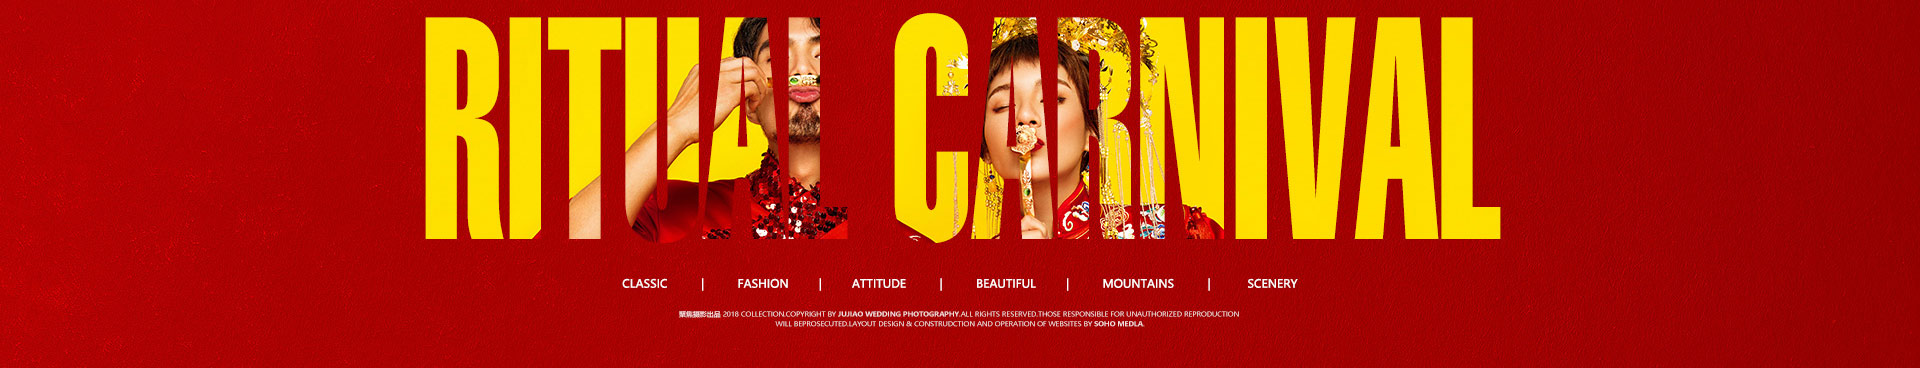 RITUAL CARNIVAL
CLASSIC | FASHION | ATTITUDE | BEAUTIFUL | MOUNTAINS | SCENERY
聚焦摄影出品 2018 COLLECTION.COPYRIGHT BY JUJIAO WEDDING PHOTOGRAPHY.ALL RIGHTS RESERVED.THOSE RESPONSIBLE FOR UNAUTHORIZED REPRODUCTION
WILL BEPROSECUTED.LAYOUT DESIGN & CONSTRUDCTION AND OPERATION OF WEBSITES BY SOHO MEDLA.